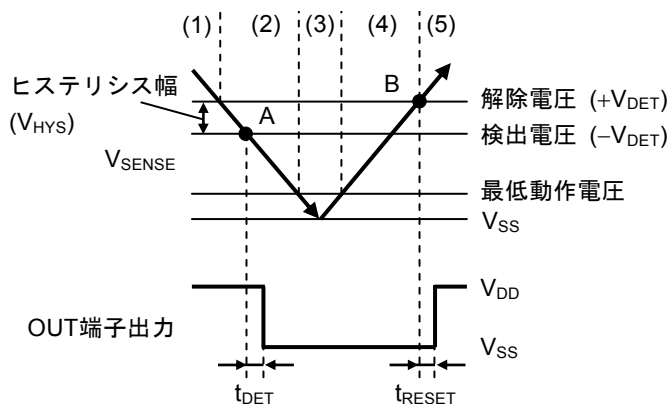 (1) (2) (3) (4) (5)
ヒステリシス幅
(VHYS)
A
B
解除電圧 (+VDET)
検出電圧 (−VDET)
VSENSE
最低動作電圧
VSS
VDD
OUT端子出力
VSS
tDET
tRESET